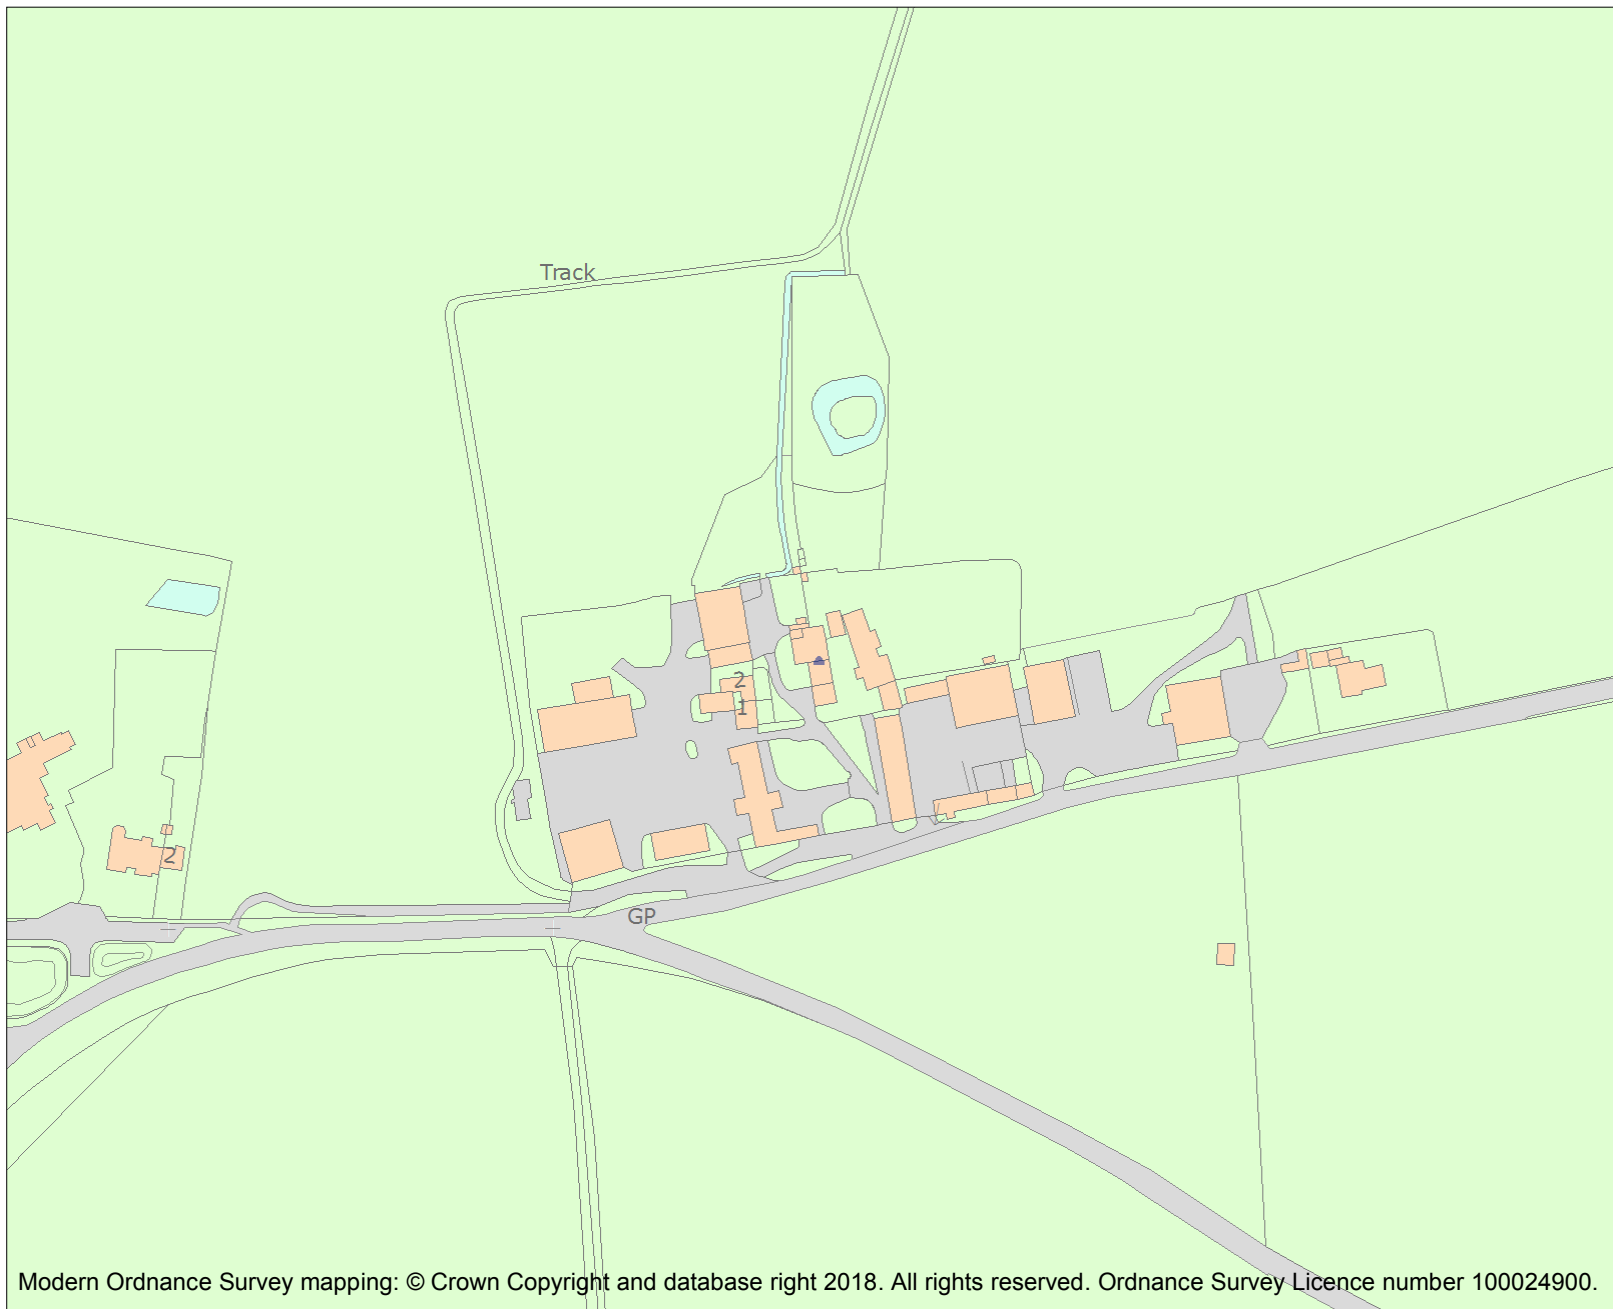 Track
2
1
2
GP
Modern Ordnance Survey mapping: © Crown Copyright and database right 2018. All rights reserved. Ordnance Survey Licence number 100024900.